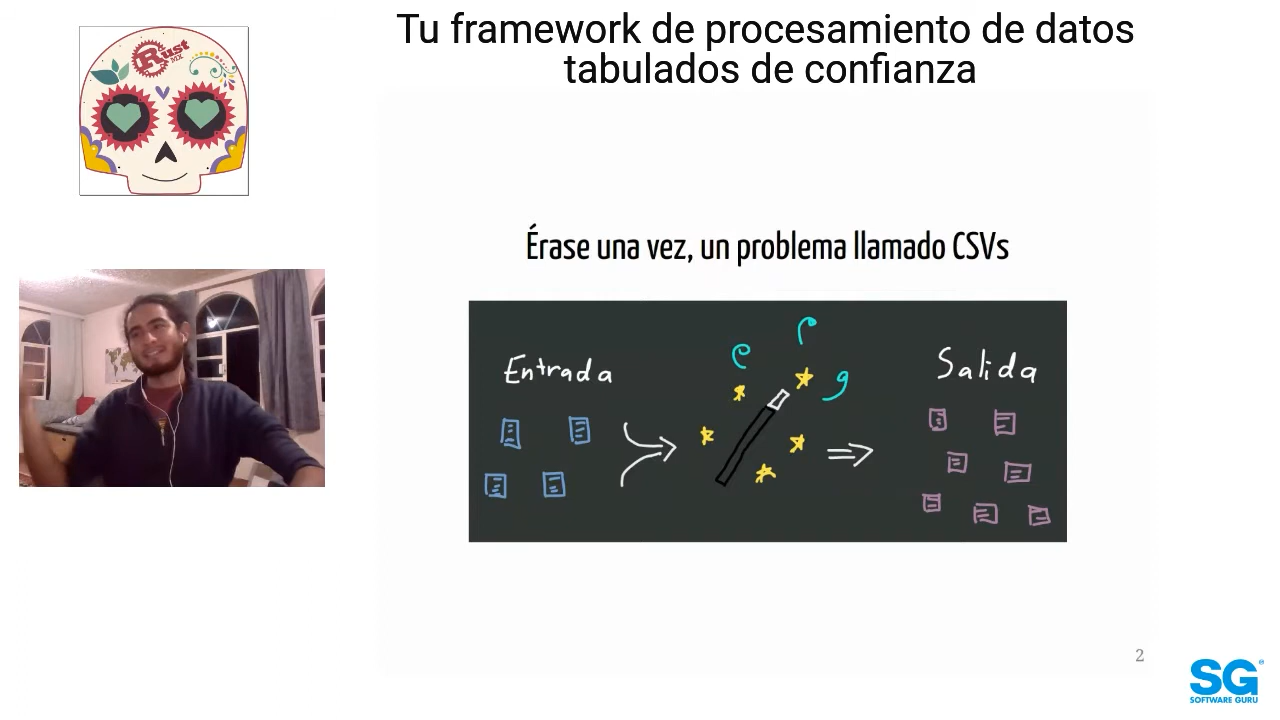 Tu framework de procesamiento de datos
tabulados de confianza
Rust
MX
Érase una vez, un problema llamado CSVs
Entrada
Salida
2
SG
SOFTWARE GURU